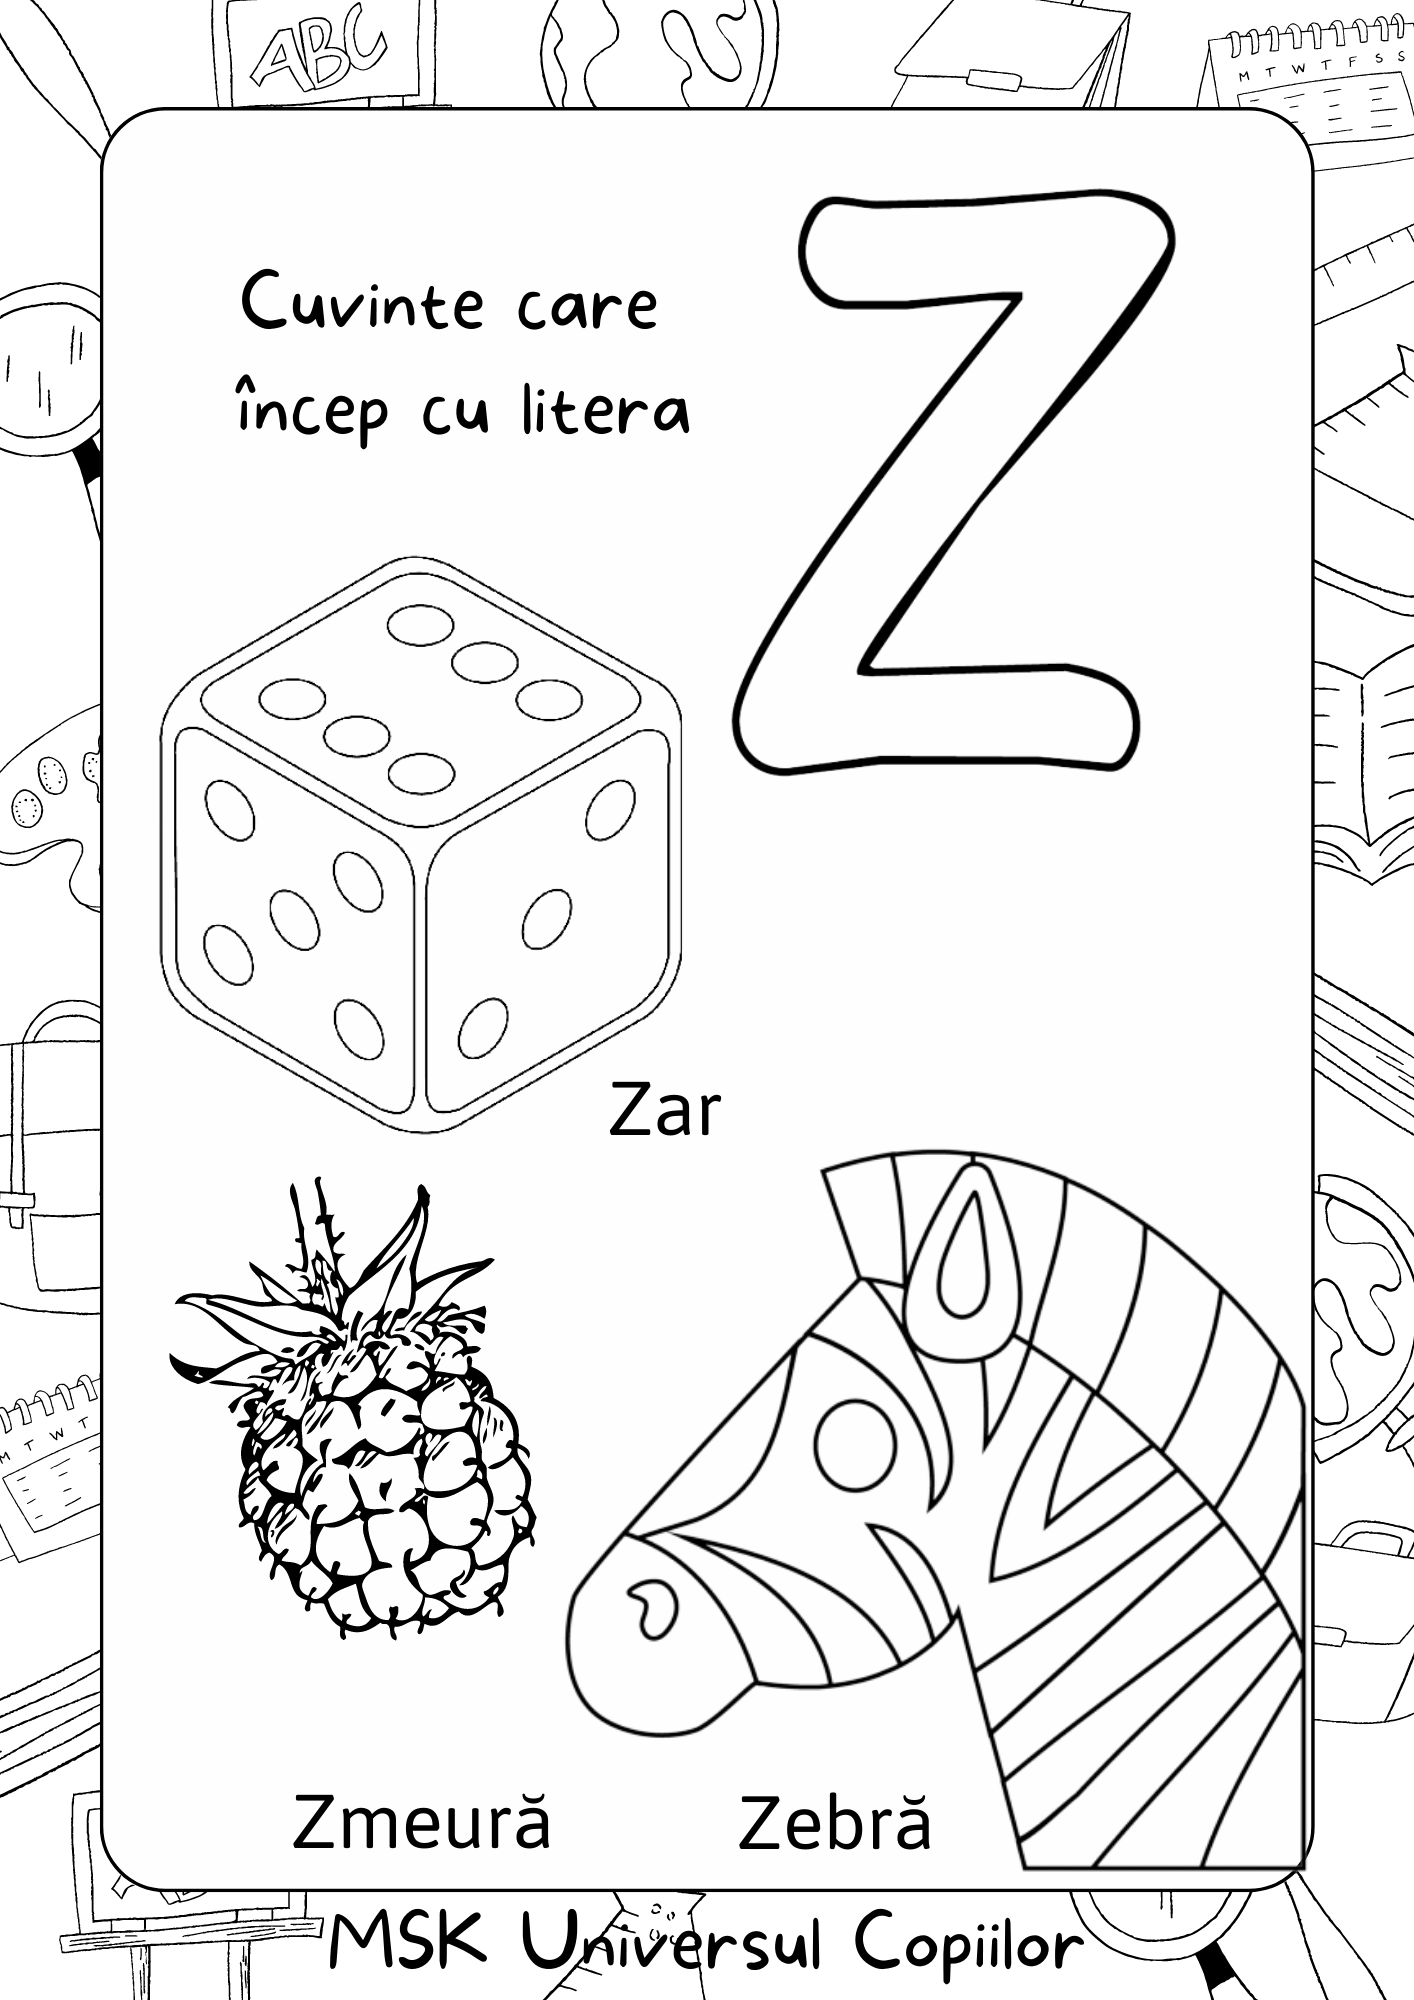 ABC
M T W T F S S
Cuvinte care
încep cu litera
Z
Zar
Zmeură
Zebră
M T W T
MSK Universul Copiilor